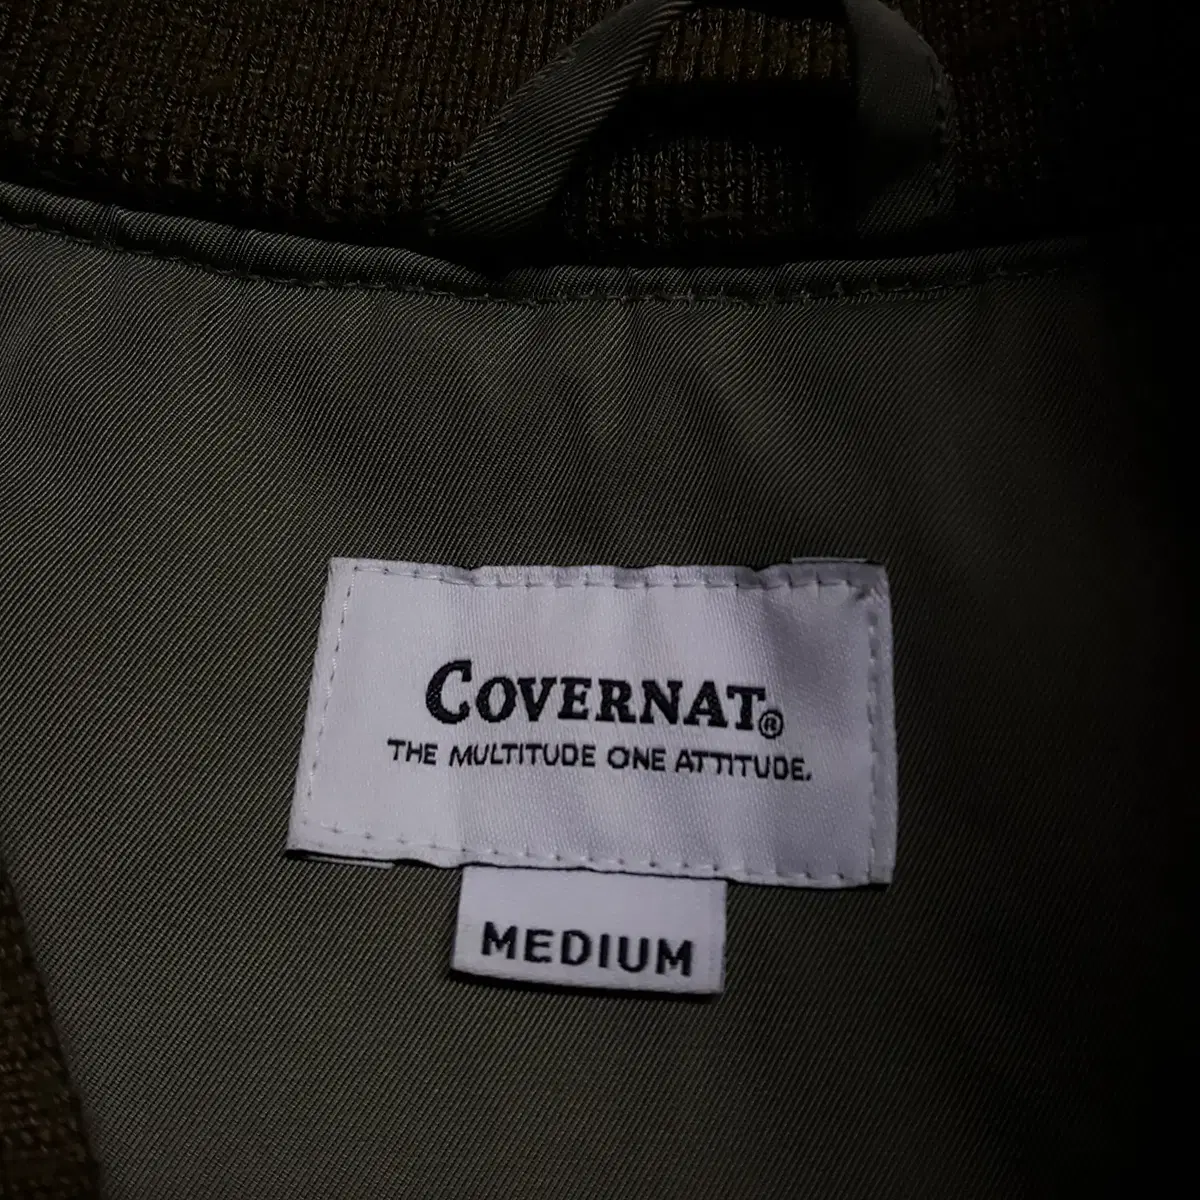 COVERNAT®
THE MULTITUDE ONE ATTITUDE.
MEDIUM